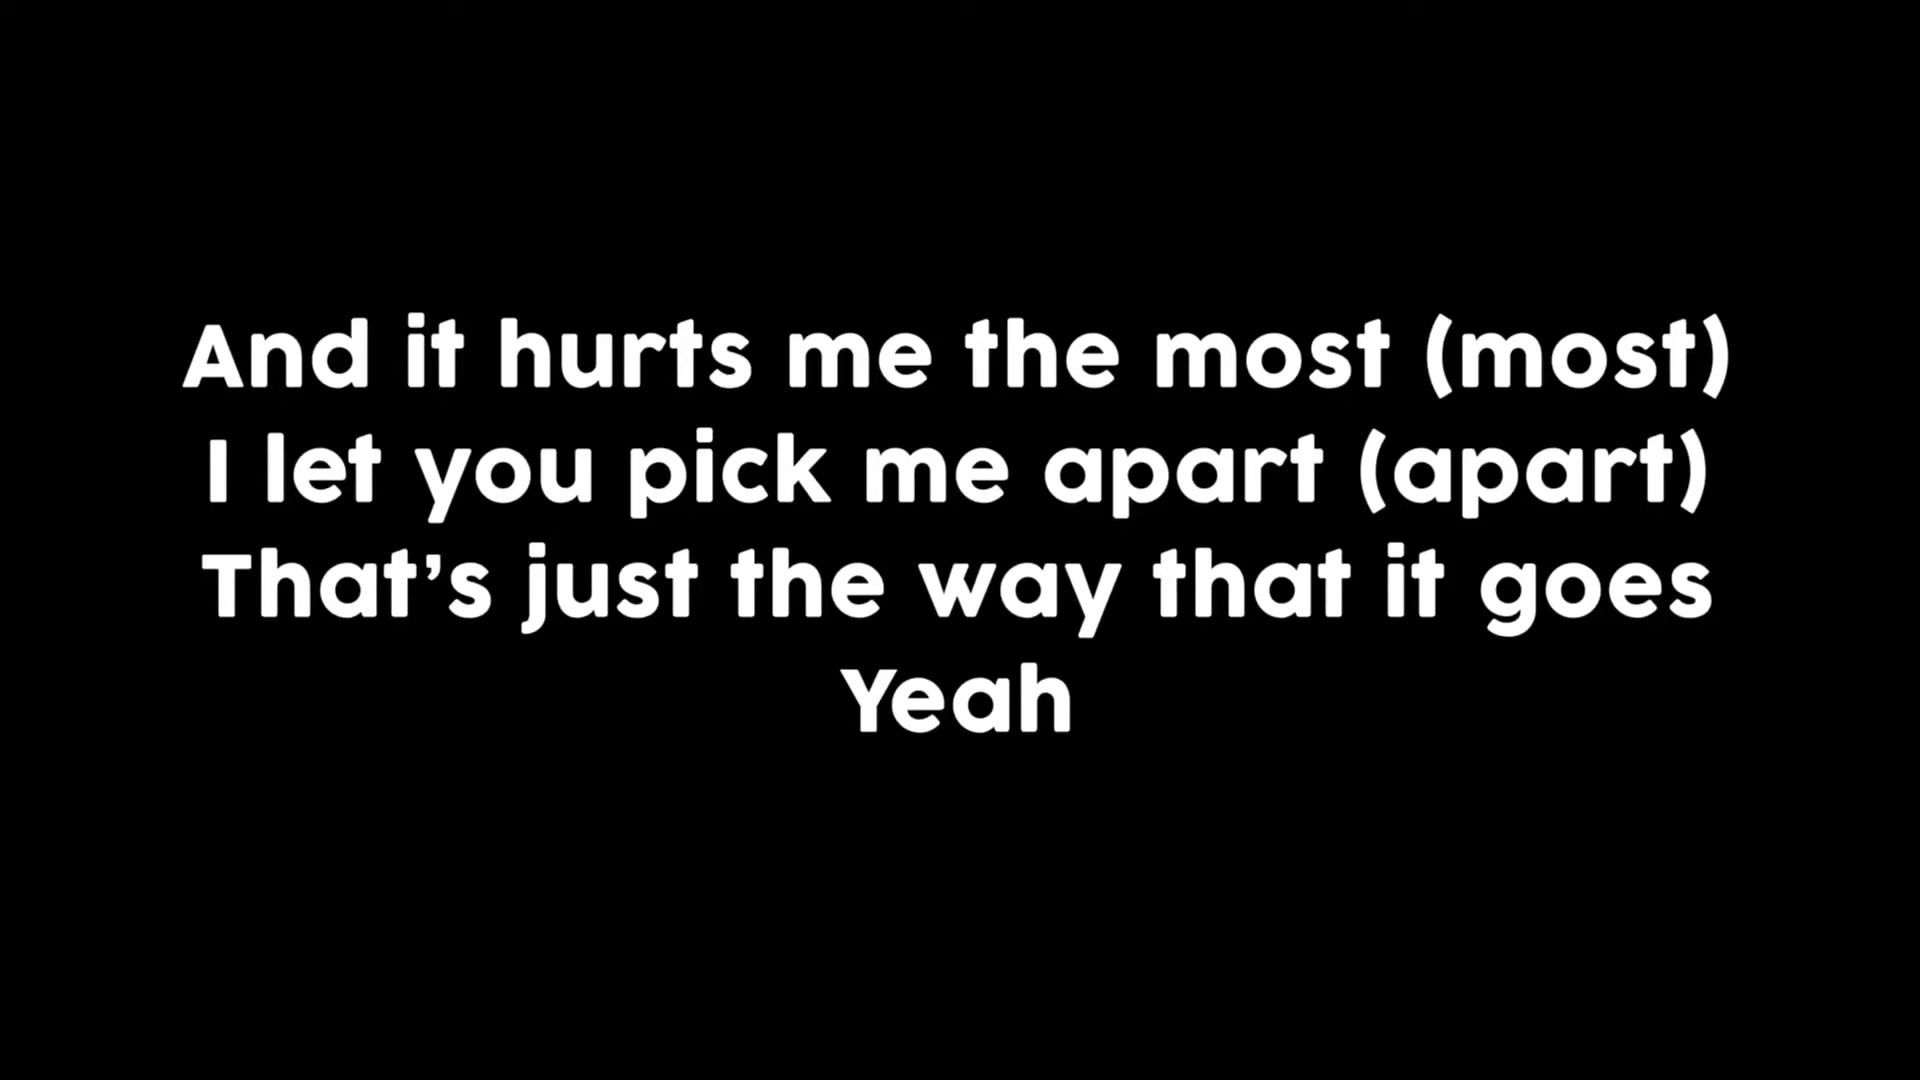 And it hurts me the most (most)
I let you pick me apart (apart)
That’s just the way that it goes
Yeah